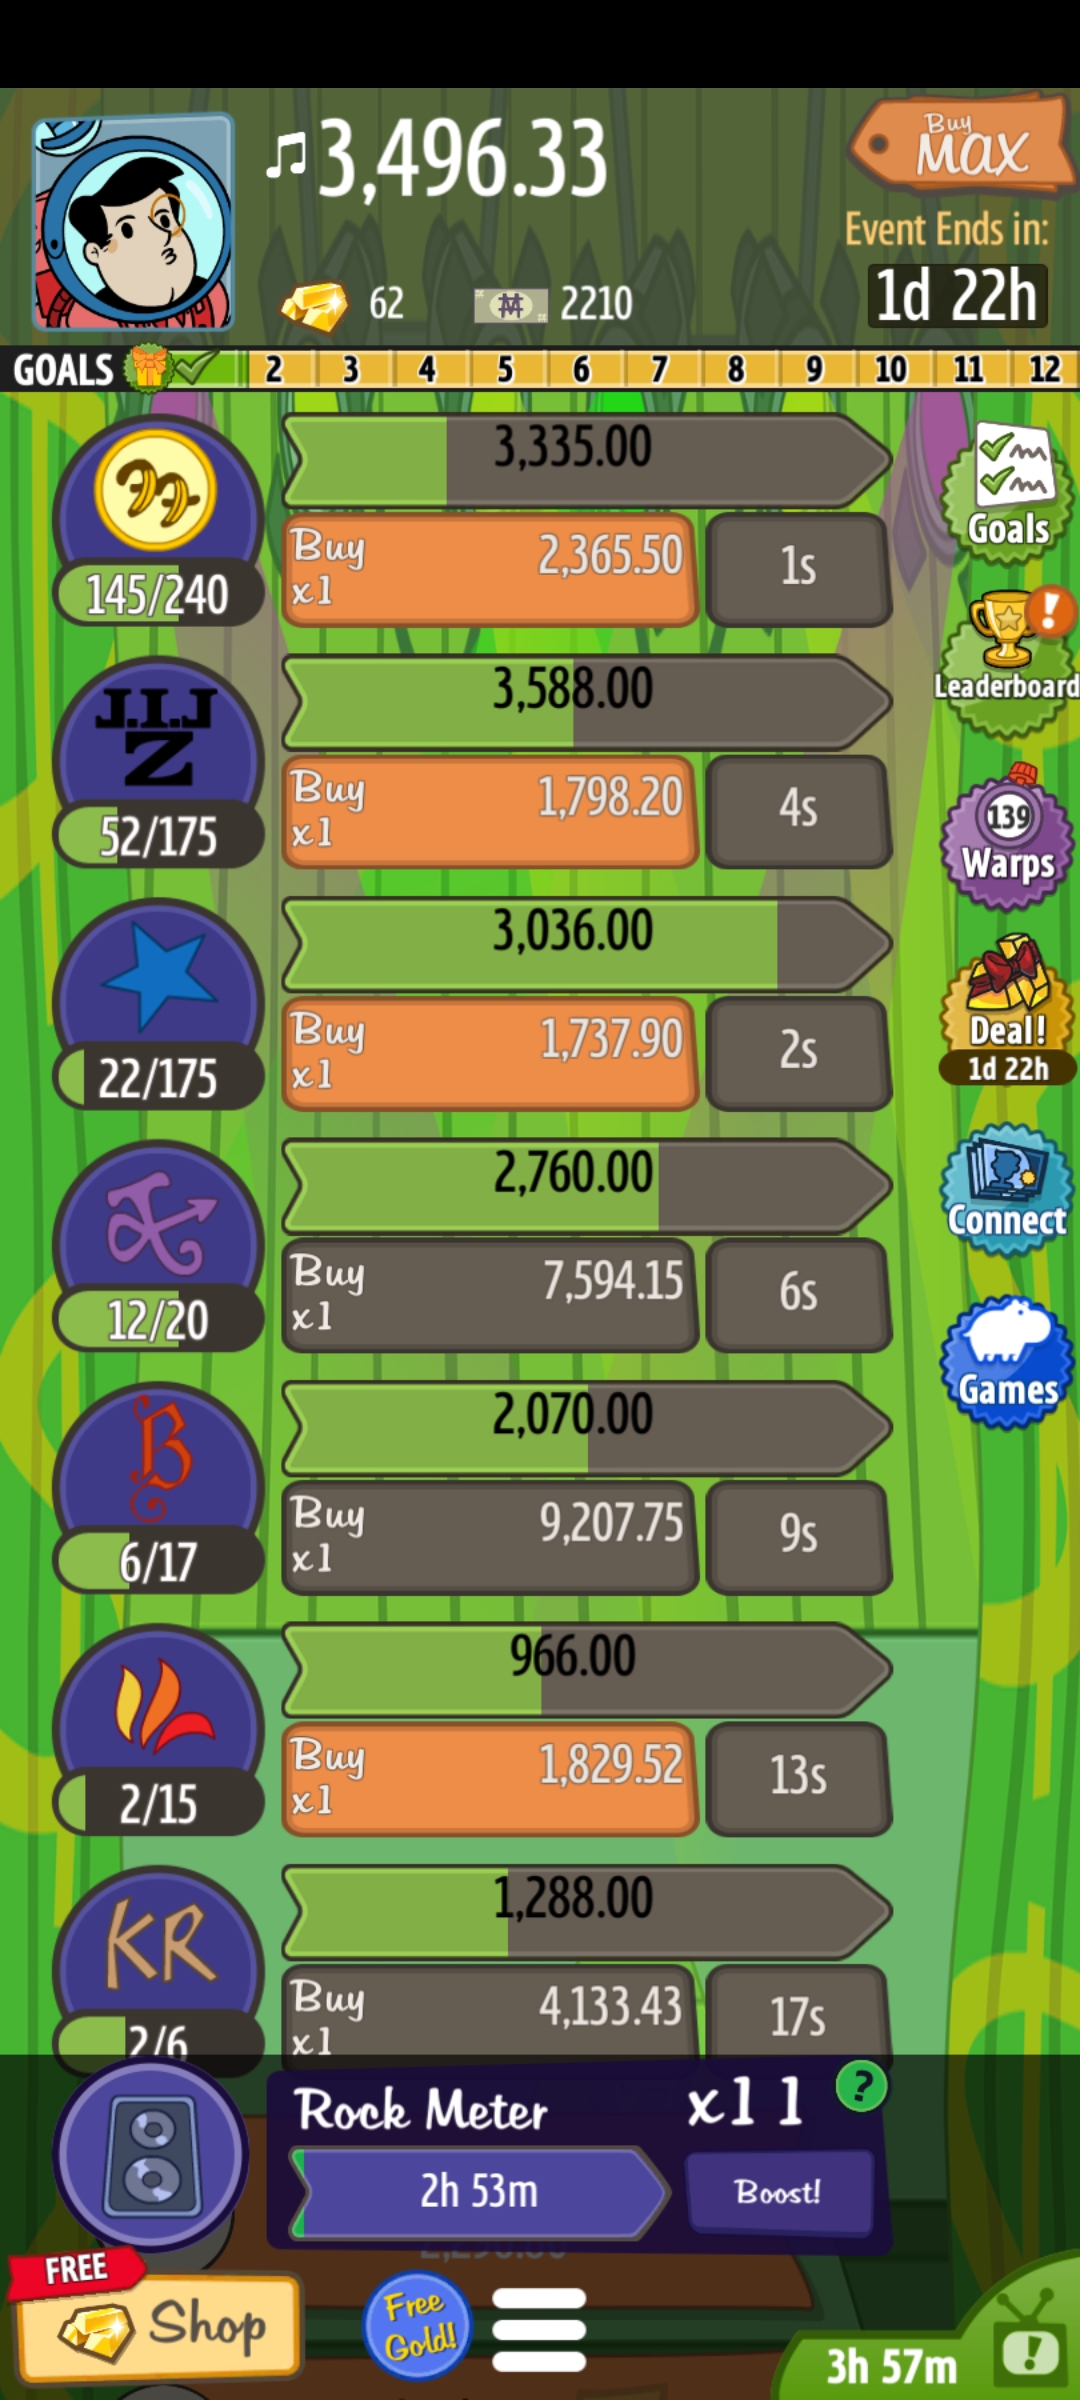 3,496.33
Buy
MAX
Event Ends in:
62
2210
1d 22h
GOALS 2 3 4 5 6 7 8 9 10 11 12
3,335.00
Buy
x1
2,365.50
1s
145/240
Goals
J.I.J
Z
3,588.00
Buy
x1
1,798.20
4s
52/175
Leaderboard
139
Warps
3,036.00
Buy
x1
1,737.90
2s
22/175
Deal!
1d 22h
2,760.00
Buy
x1
7,594.15
6s
12/20
Connect
B
2,070.00
Buy
x1
9,207.75
9s
6/17
Games
966.00
Buy
x1
1,829.52
13s
2/15
KR
1,288.00
Buy
x1
4,133.43
17s
2/6
Rock Meter
x11
?
2h 53m
Boost!
FREE
Shop
Free
Gold!
3h 57m